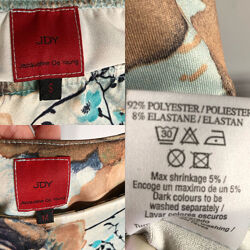 JDY
Jacqueline De Young
S
JDY
Jacqueline De Young
M
92% POLYESTER / POLIESTER
8% ELASTANE / ELASTAN
30
Max shrinkage 5% /
Encoge un maximo de un 5%
Dark colours to be
washed separately /
Lavar colores oscuros